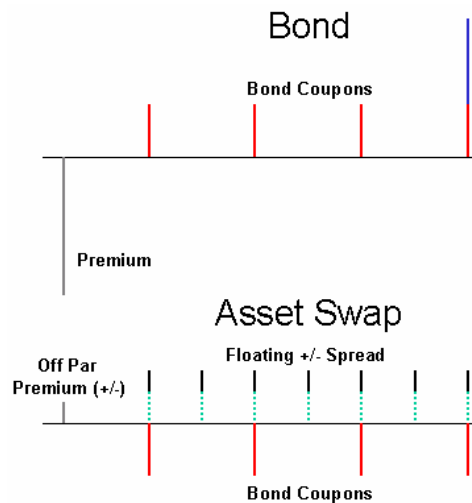 Bond
Bond Coupons
Premium
Asset Swap
Off Par
Premium (+/-)
Floating +/- Spread
Bond Coupons